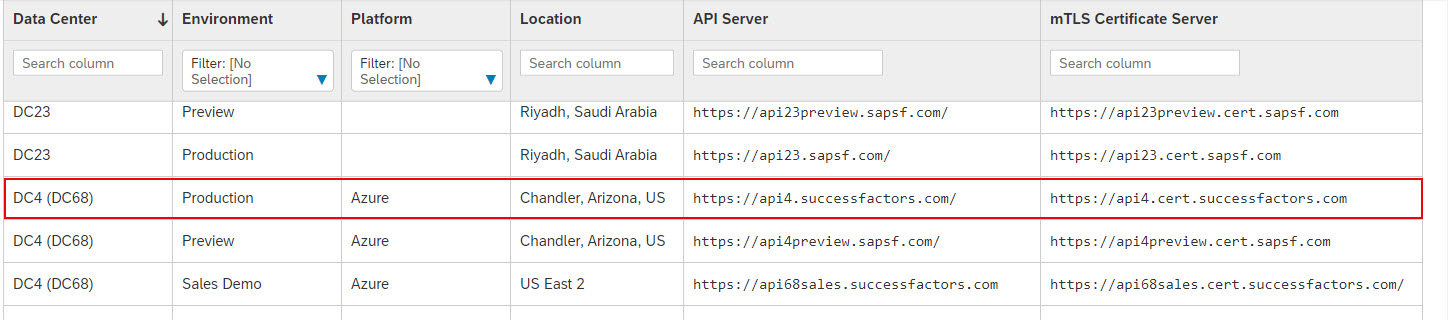 Data Center ↓ Environment Platform Location API Server mTLS Certificate Server
Search column Filter: [No Selection] ▼ Filter: [No Selection] ▼ Search column Search column Search column
DC23 Preview Riyadh, Saudi Arabia https://api23preview.sapsf.com/ https://api23preview.cert.sapsf.com
DC23 Production Riyadh, Saudi Arabia https://api23.sapsf.com/ https://api23.cert.sapsf.com
DC4 (DC68) Production Azure Chandler, Arizona, US https://api4.successfactors.com/ https://api4.cert.successfactors.com
DC4 (DC68) Preview Azure Chandler, Arizona, US https://api4preview.sapsf.com/ https://api4preview.cert.sapsf.com
DC4 (DC68) Sales Demo Azure US East 2 https://api68sales.successfactors.com https://api68sales.cert.successfactors.com/